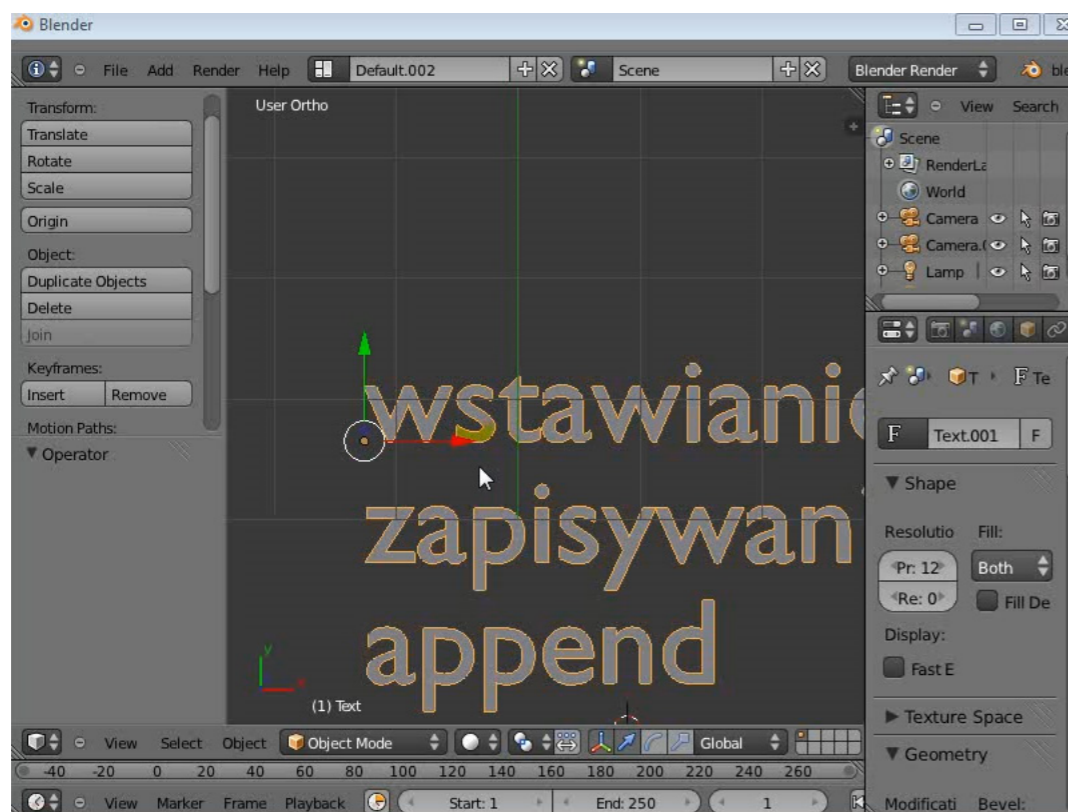 Blender
File Add Render Help Default.002 Scene Blender Render
Transform:
Translate
Rotate
Scale
Origin
Object:
Duplicate Objects
Delete
Join
Keyframes:
Insert Remove
Motion Paths:
▼ Operator
User Ortho
wstawiani
zapisywan
append
y
x
(1) Text
View Search
Scene
RenderLa
World
Camera
Camera.(
Lamp
T F Te
F Text.001 F
▼ Shape
Resolutio Fill:
Pr: 12 Both
Re: 0 Fill De
Display:
Fast E
▶ Texture Space
▼ Geometry
Modificati Bevel:
View Select Object Object Mode Global
-40 -20 0 20 40 60 80 100 120 140 160 180 200 220 240 260
View Marker Frame Playback Start: 1 End: 250 1